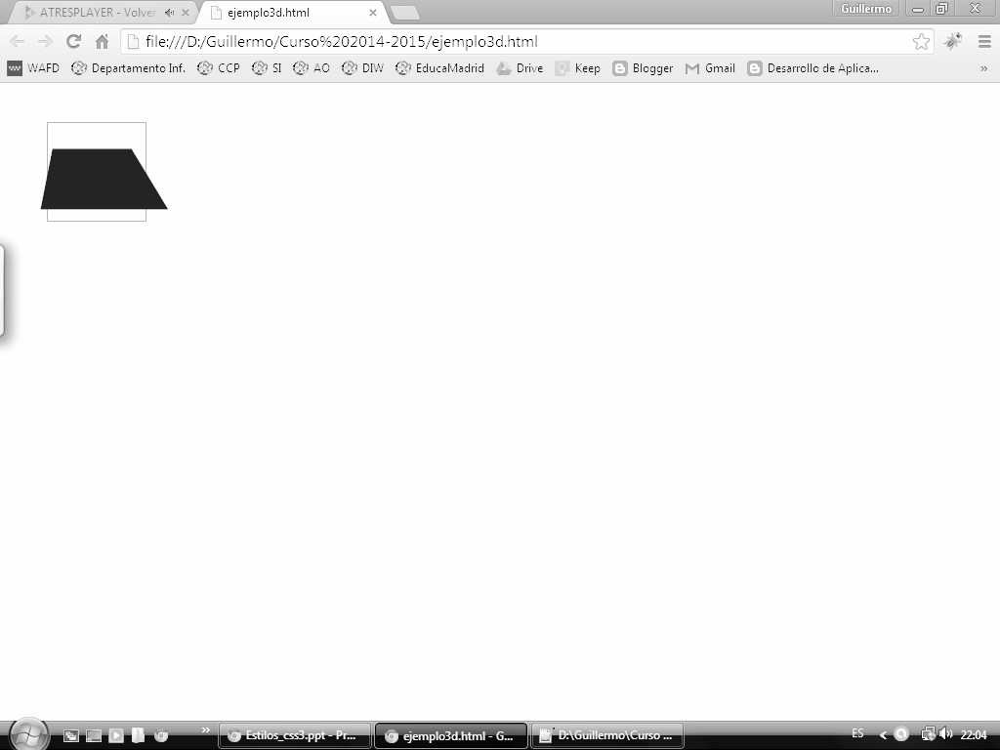 ATRESPLAYER - Volver
ejemplo3d.html
Guillermo
file:///D:/Guillermo/Curso%202014-2015/ejemplo3d.html
WAFD Departamento Inf. CCP SI AO DIW EducaMadrid Drive Keep Blogger Gmail Desarrollo de Aplica... »
» Estilos_css3.ppt - Pr... ejemplo3d.html - G... D:\Guillermo\Curso ... ES 22:04